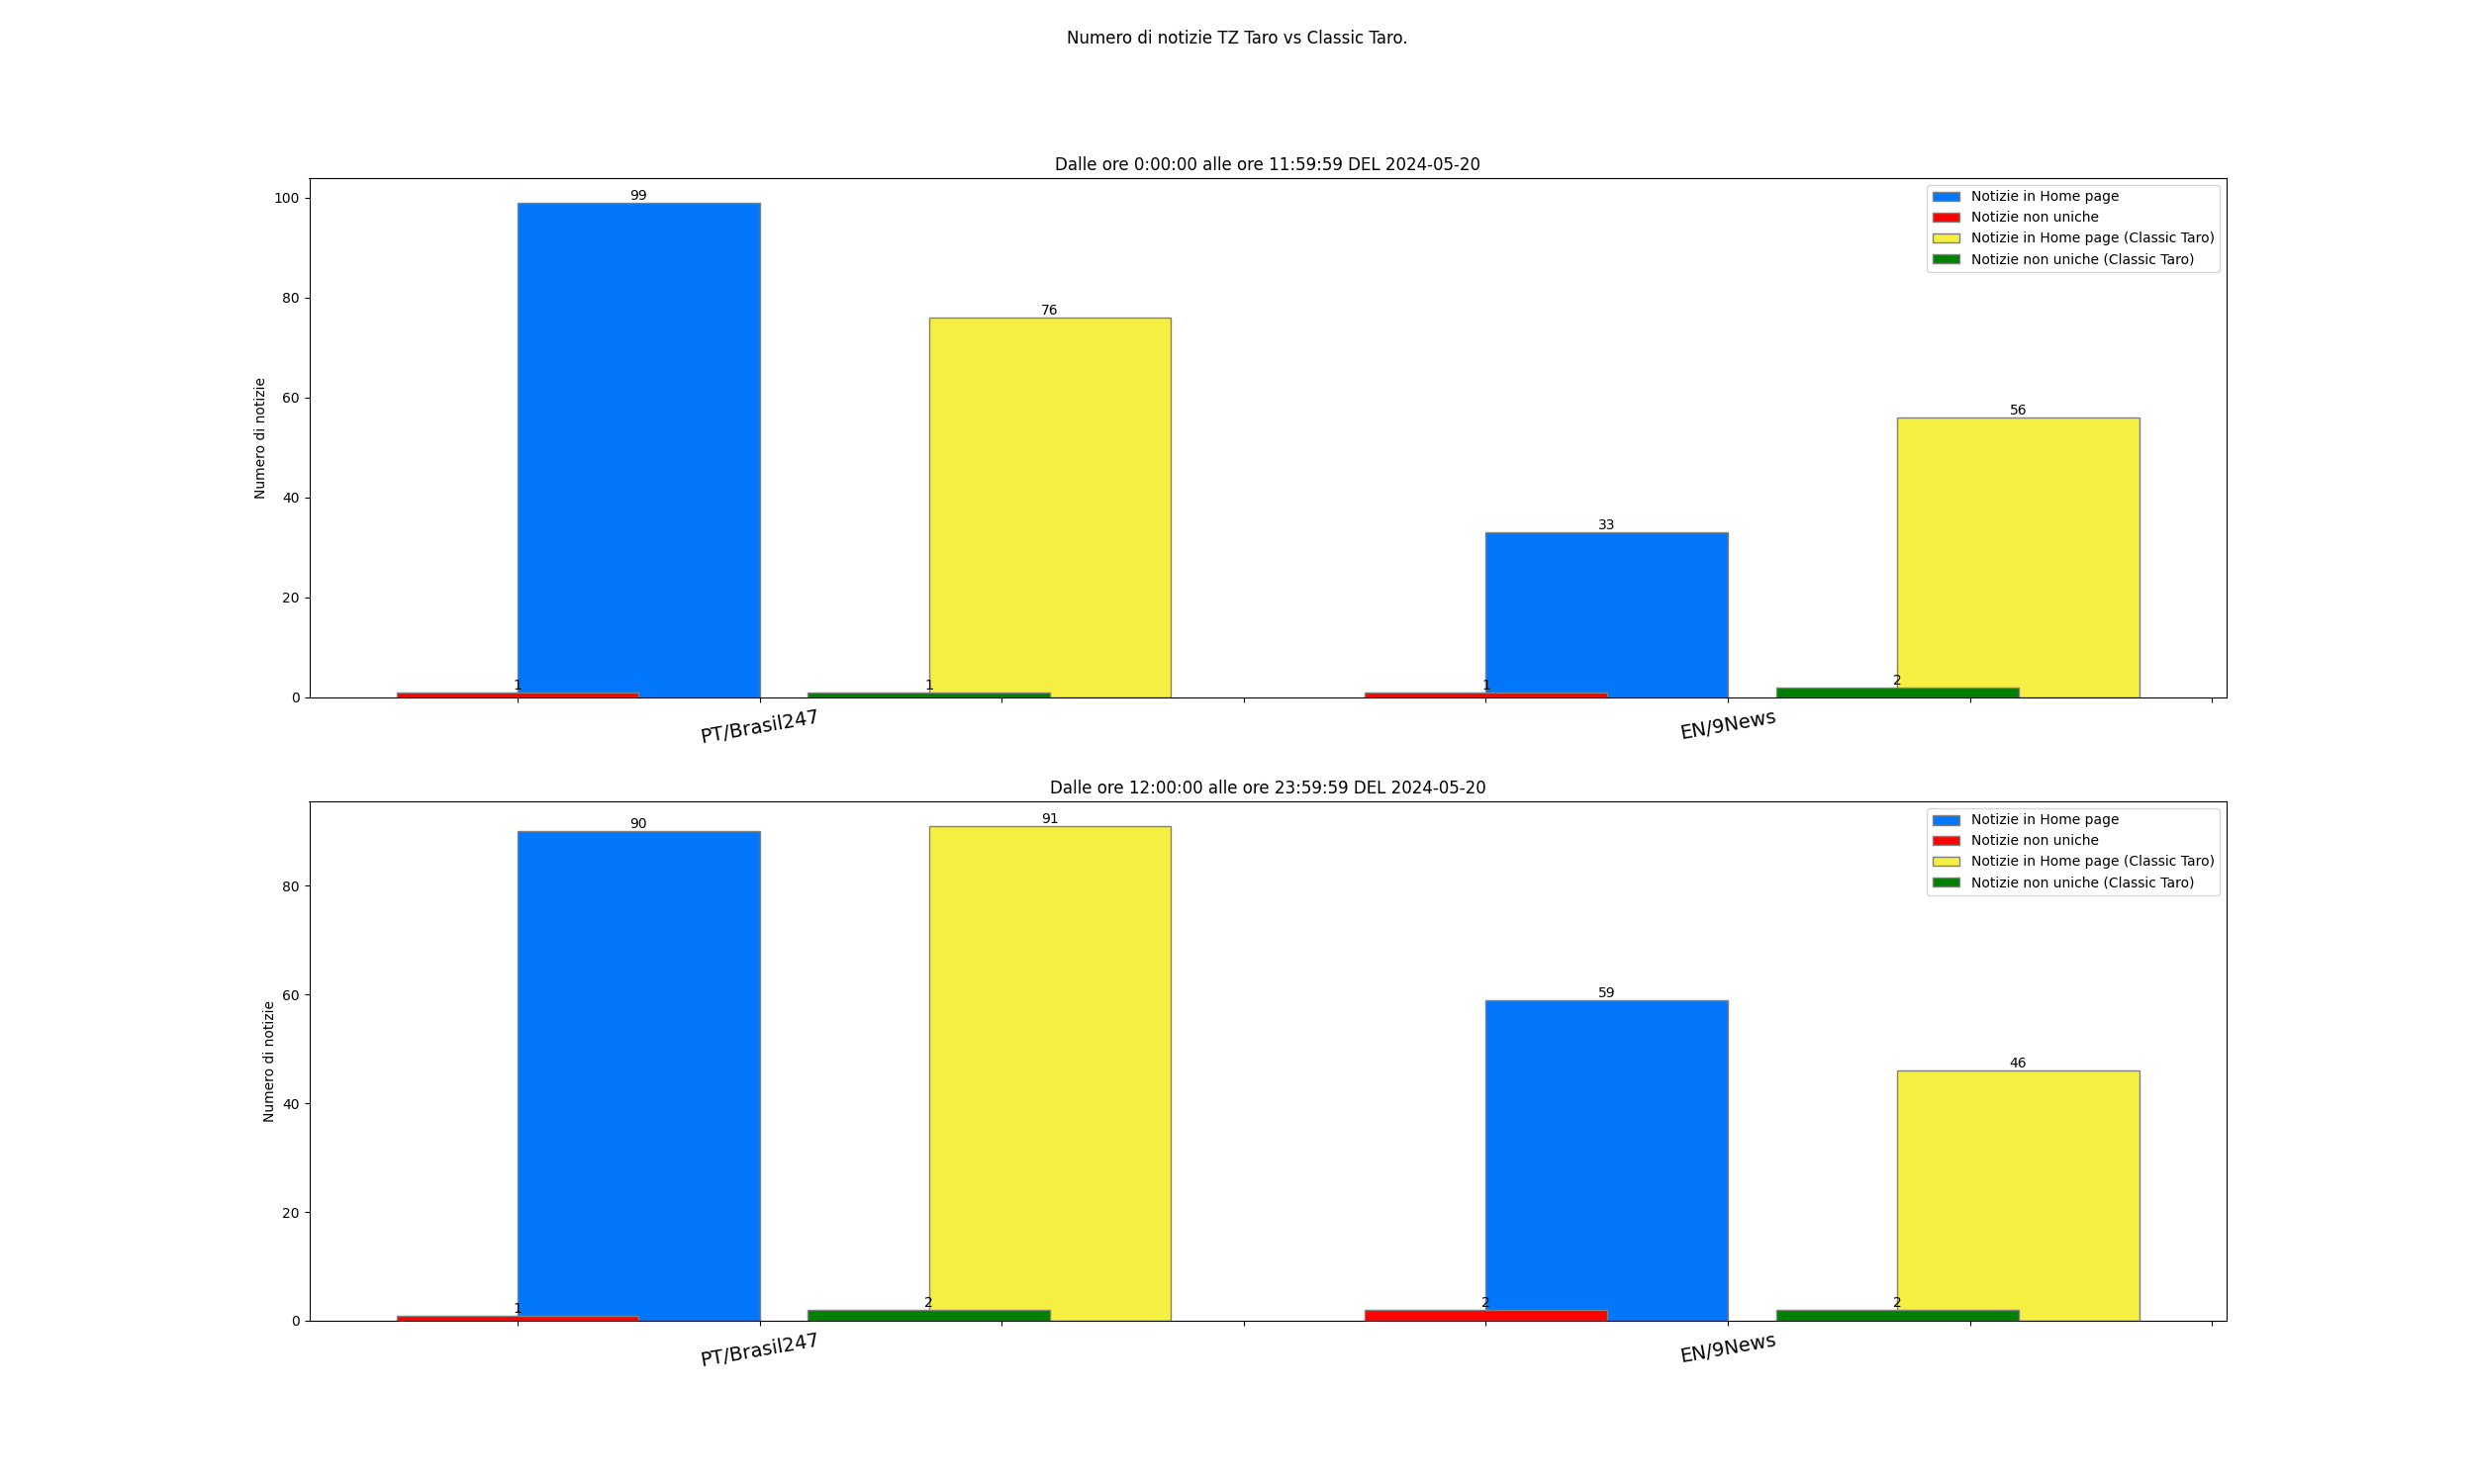 Numero di notizie TZ Taro vs Classic Taro.
Dalle ore 0:00:00 alle ore 11:59:59 DEL 2024-05-20
Numero di notizie
100
80
60
40
20
0
99
76
33
56
1
1
1
2
Notizie in Home page
Notizie non uniche
Notizie in Home page (Classic Taro)
Notizie non uniche (Classic Taro)
PT/Brasil247
EN/9News
Dalle ore 12:00:00 alle ore 23:59:59 DEL 2024-05-20
Numero di notizie
80
60
40
20
0
90
91
59
46
1
2
2
2
Notizie in Home page
Notizie non uniche
Notizie in Home page (Classic Taro)
Notizie non uniche (Classic Taro)
PT/Brasil247
EN/9News